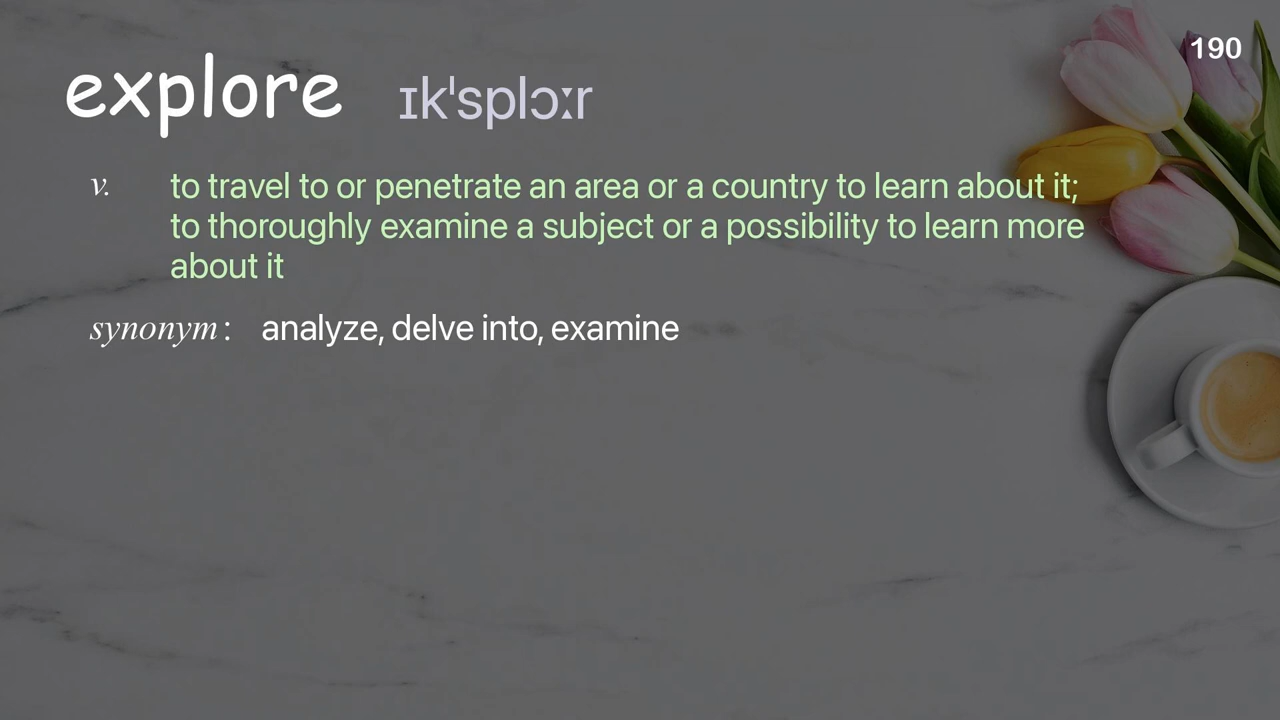 190
explore ɪkˈsplɔːr
v. to travel to or penetrate an area or a country to learn about it;
to thoroughly examine a subject or a possibility to learn more
about it
synonym: analyze, delve into, examine